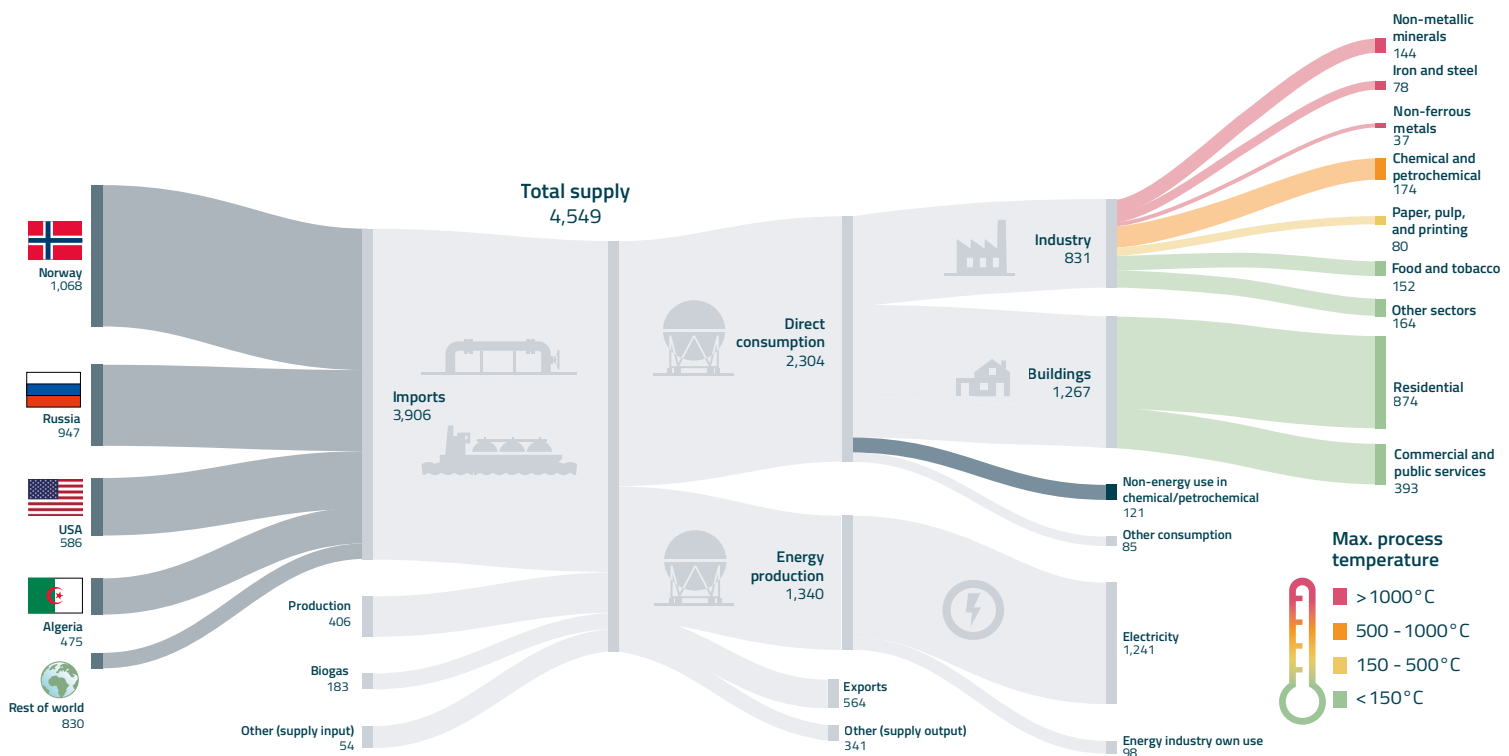 Norway
1,068
Russia
947
USA
586
Algeria
475
Rest of world
830
Imports
3,906
Production
406
Biogas
183
Other (supply input)
54
Total supply
4,549
Direct
consumption
2,304
Energy
production
1,340
Exports
564
Other (supply output)
341
Industry
831
Buildings
1,267
Non-energy use in
chemical/petrochemical
121
Other consumption
85
Electricity
1,241
Energy industry own use
98
Non-metallic
minerals
144
Iron and steel
78
Non-ferrous
metals
37
Chemical and
petrochemical
174
Paper, pulp,
and printing
80
Food and tobacco
152
Other sectors
164
Residential
874
Commercial and
public services
393
Max. process
temperature
>1000°C
500 - 1000°C
150 - 500°C
<150°C